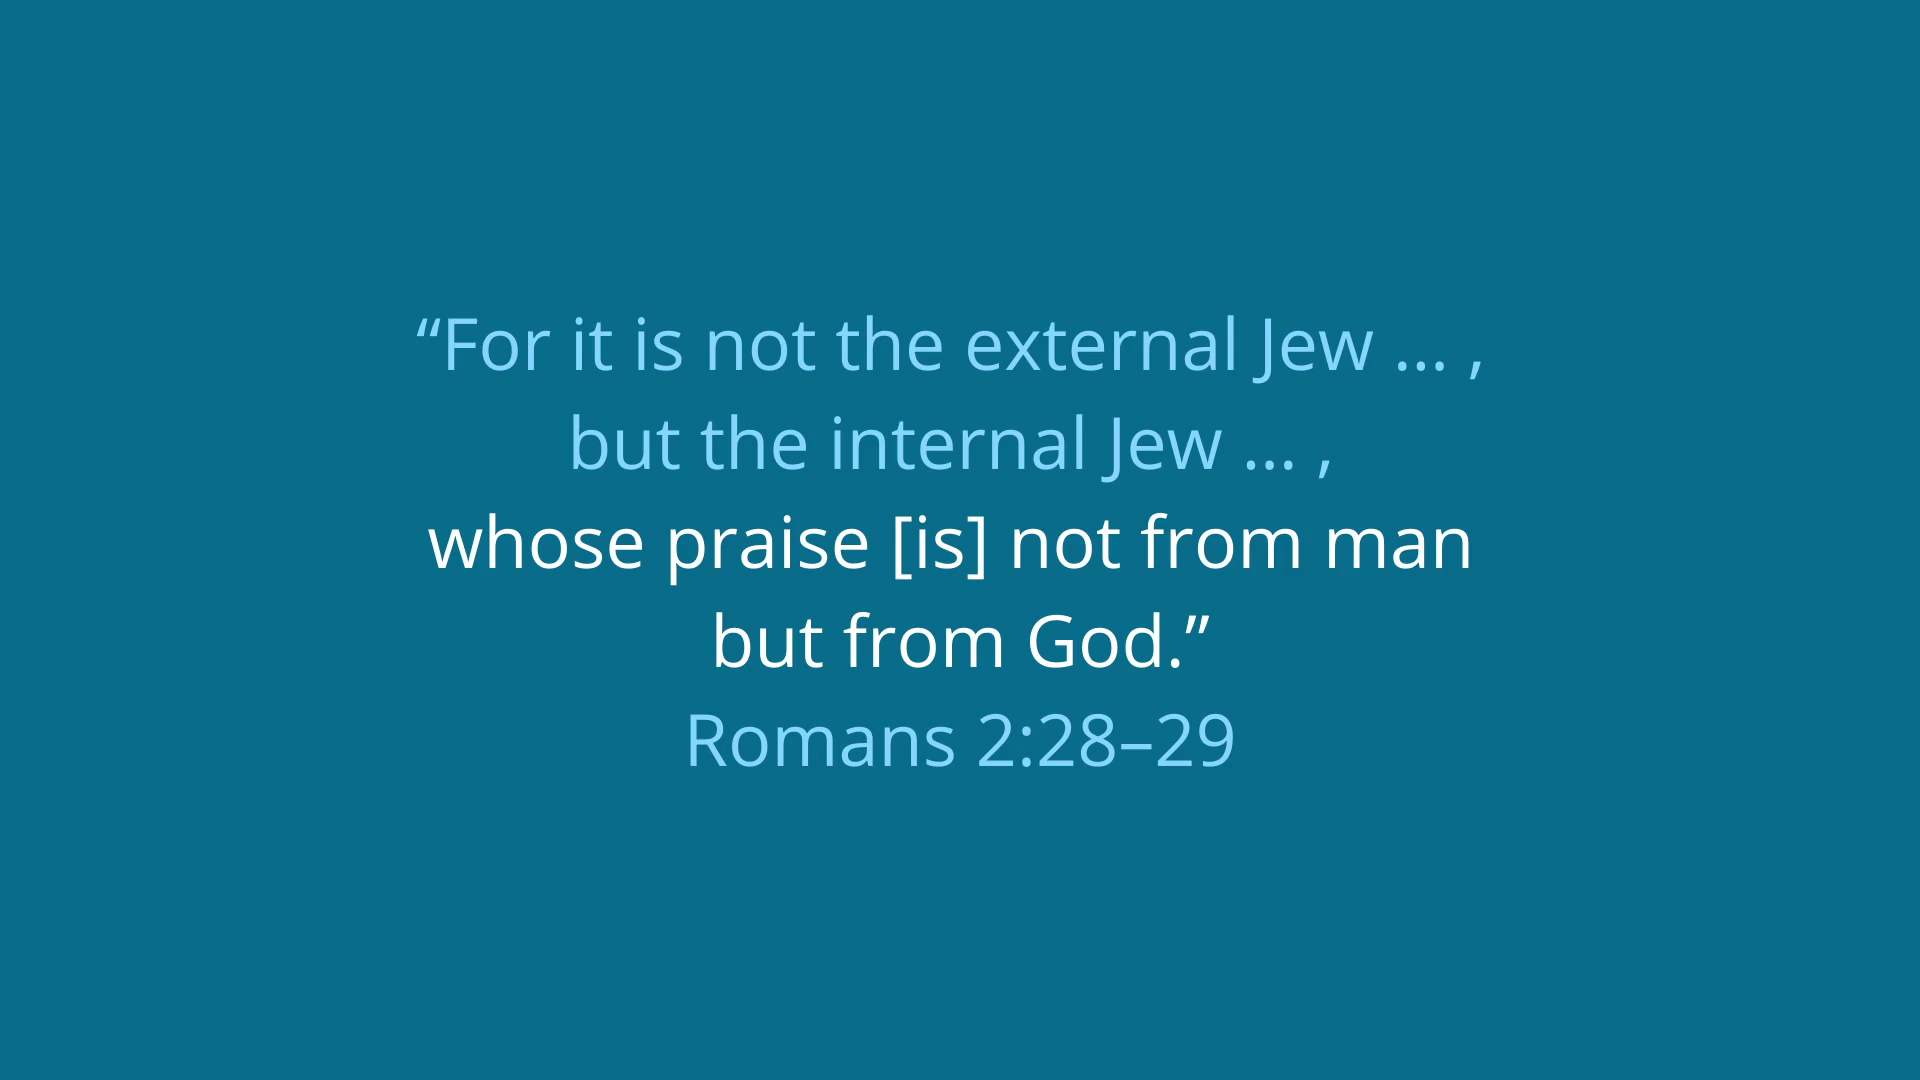 “For it is not the external Jew … ,
but the internal Jew … ,
whose praise [is] not from man
but from God.”
Romans 2:28–29